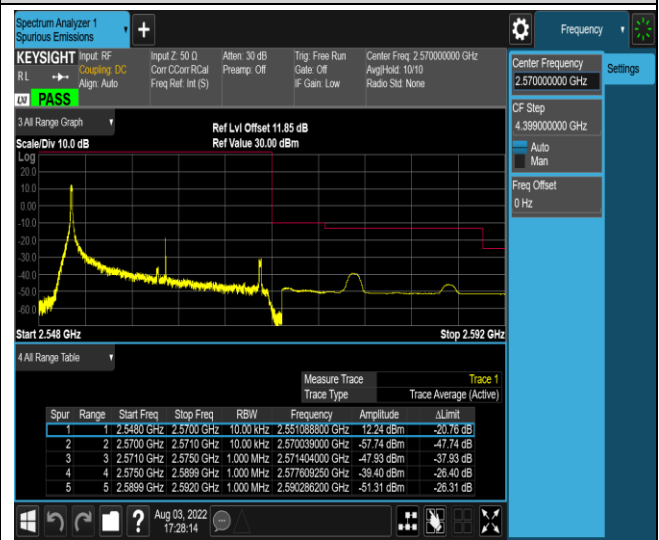 Spectrum Analyzer 1
Spurious Emissions
Frequency
KEYSIGHT Input: RF Input Z: 50 Ω Atten: 30 dB Trig: Free Run Center Freq: 2.570000000 GHz
RL Coupling: DC Corr CCorr RCal Preamp: Off Gate: Off Avg|Hold: 10/10
Align: Auto Freq Ref: Int (S) IF Gain: Low Radio Std: None
LXI PASS
Center Frequency
2.570000000 GHz
Settings
CF Step
4.399000000 GHz
Auto
Man
Freq Offset
0 Hz
3 All Range Graph
Ref Lvl Offset 11.85 dB
Scale/Div 10.0 dB Ref Value 30.00 dBm
Log
20.0
10.0
0.00
-10.0
-20.0
-30.0
-40.0
-50.0
-60.0
Start 2.548 GHz Stop 2.592 GHz
4 All Range Table
Measure Trace Trace 1
Trace Type Trace Average (Active)
Spur Range Start Freq Stop Freq RBW Frequency Amplitude ΔLimit
1 1 2.5480 GHz 2.5700 GHz 10.00 kHz 2.551088800 GHz 12.24 dBm -20.76 dB
2 2 2.5700 GHz 2.5710 GHz 10.00 kHz 2.570039000 GHz -57.74 dBm -47.74 dB
3 3 2.5710 GHz 2.5750 GHz 1.000 MHz 2.571404000 GHz -47.93 dBm -37.93 dB
4 4 2.5750 GHz 2.5899 GHz 1.000 MHz 2.577609250 GHz -39.40 dBm -26.40 dB
5 5 2.5899 GHz 2.5920 GHz 1.000 MHz 2.590286200 GHz -51.31 dBm -26.31 dB
Aug 03, 2022
17:28:14